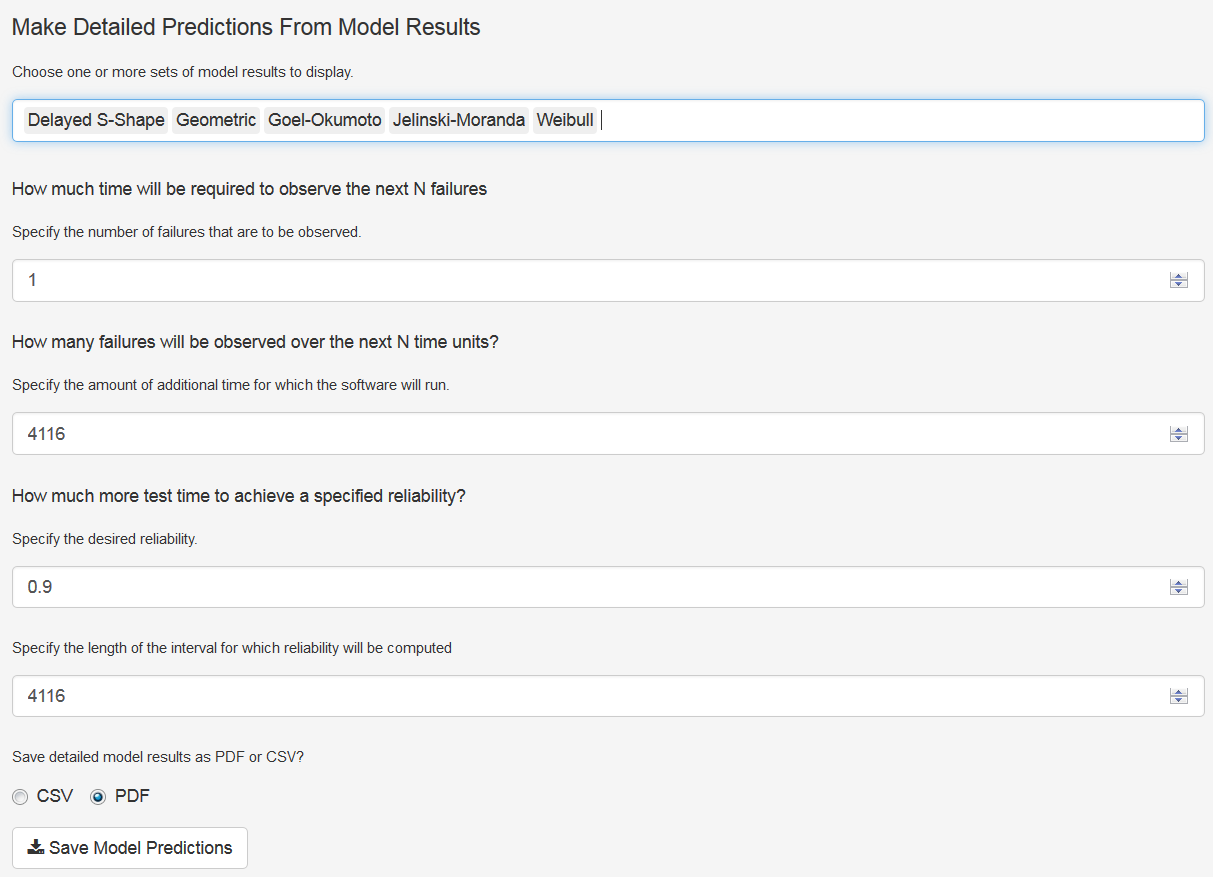 Make Detailed Predictions From Model Results
Choose one or more sets of model results to display.
Delayed S-Shape Geometric Goel-Okumoto Jelinski-Moranda Weibull
How much time will be required to observe the next N failures
Specify the number of failures that are to be observed.
1
How many failures will be observed over the next N time units?
Specify the amount of additional time for which the software will run.
4116
How much more test time to achieve a specified reliability?
Specify the desired reliability.
0.9
Specify the length of the interval for which reliability will be computed
4116
Save detailed model results as PDF or CSV?
CSV PDF
Save Model Predictions